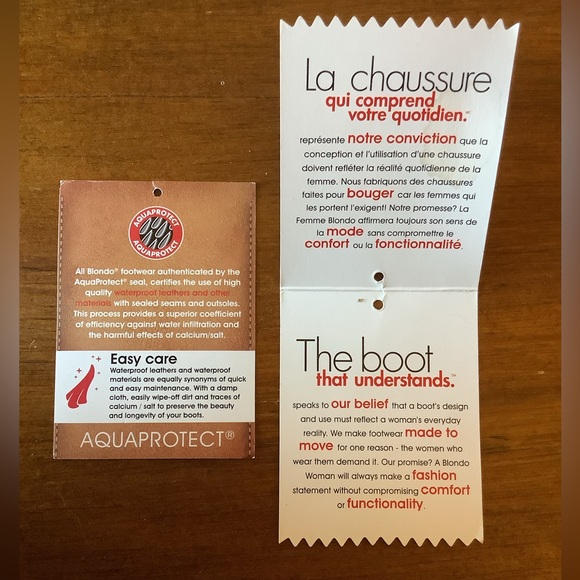 AQUAPROTECT
AQUAPROTECT
All Blondo® footwear authenticated by the
AquaProtect® seal, certifies the use of high
quality waterproof leathers and other
materials with sealed seams and outsoles.
This process provides a superior coefficient
of efficiency against water infiltration and
the harmful effects of calcium/salt.
Easy care
Waterproof leathers and waterproof
materials are equally synonyms of quick
and easy maintenance. With a damp
cloth, easily wipe-off dirt and traces of
calcium / salt to preserve the beauty
and longevity of your boots.
AQUAPROTECT®
La chaussure
qui comprend
votre quotidien.™
représente notre conviction que la
conception et l'utilisation d'une chaussure
doivent refléter la réalité quotidienne de la
femme. Nous fabriquons des chaussures
faites pour bouger car les femmes qui
les portent l'exigent! Notre promesse? La
Femme Blondo affirmera toujours son sens de
la mode sans compromettre le
confort ou la fonctionnalité.
The boot
that understands.™
speaks to our belief that a boot's design
and use must reflect a woman's everyday
reality. We make footwear made to
move for one reason - the women who
wear them demand it. Our promise? A Blondo
Woman will always make a fashion
statement without compromising comfort
or functionality.